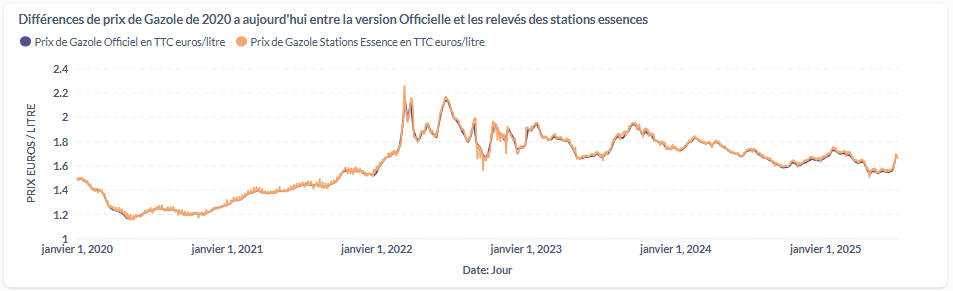 Différences de prix de Gazole de 2020 a aujourd'hui entre la version Officielle et les relevés des stations essences
Prix de Gazole Officiel en TTC euros/litre Prix de Gazole Stations Essence en TTC euros/litre
PRIX EUROS / LITRE
2.4
2.2
2
1.8
1.6
1.4
1.2
1
janvier 1, 2020 janvier 1, 2021 janvier 1, 2022 janvier 1, 2023 janvier 1, 2024 janvier 1, 2025
Date: Jour